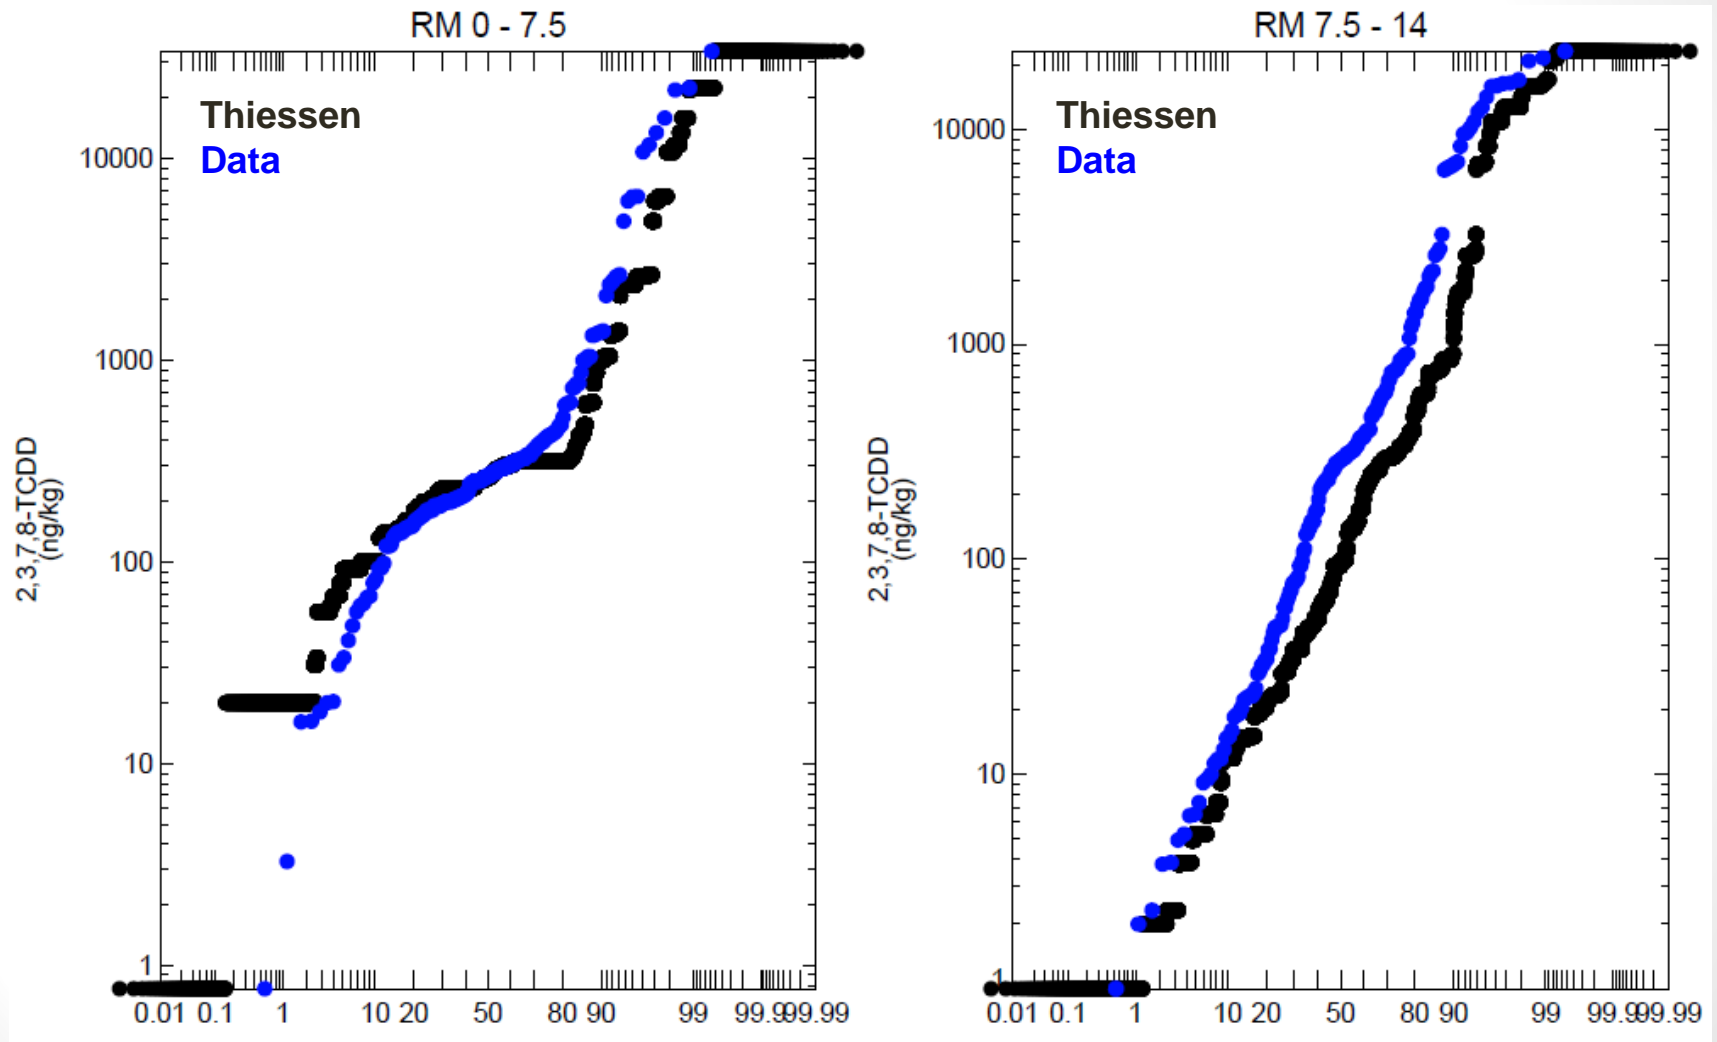 RM 0 - 7.5
Thiessen
Data
10000
1000
100
10
1
2,3,7,8-TCDD
(ng/kg)
0.01 0.1 1 10 20 50 80 90 99 99.9 99.99
RM 7.5 - 14
Thiessen
Data
10000
1000
100
10
1
2,3,7,8-TCDD
(ng/kg)
0.01 0.1 1 10 20 50 80 90 99 99.9 99.99